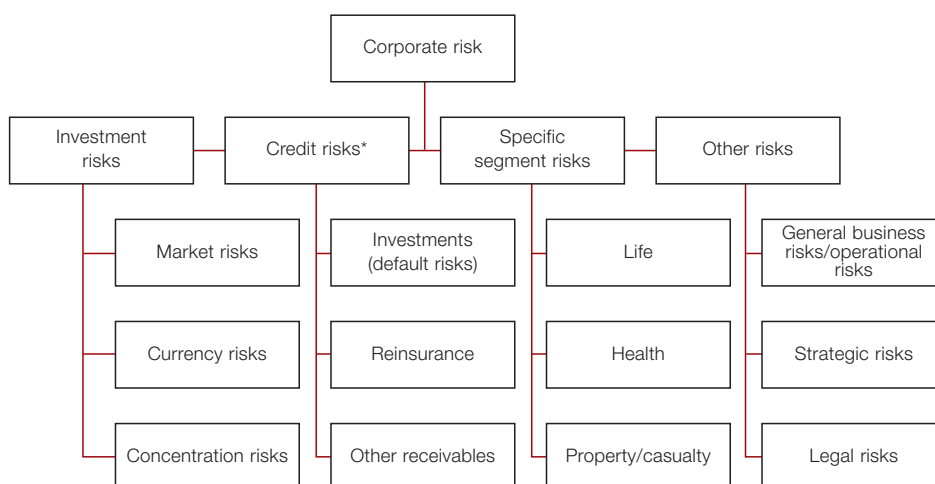 Corporate risk
Investment
risks
Credit risks*
Specific
segment risks
Other risks
Market risks
Investments
(default risks)
Life
General business
risks/operational
risks
Currency risks
Reinsurance
Health
Strategic risks
Concentration risks
Other receivables
Property/casualty
Legal risks